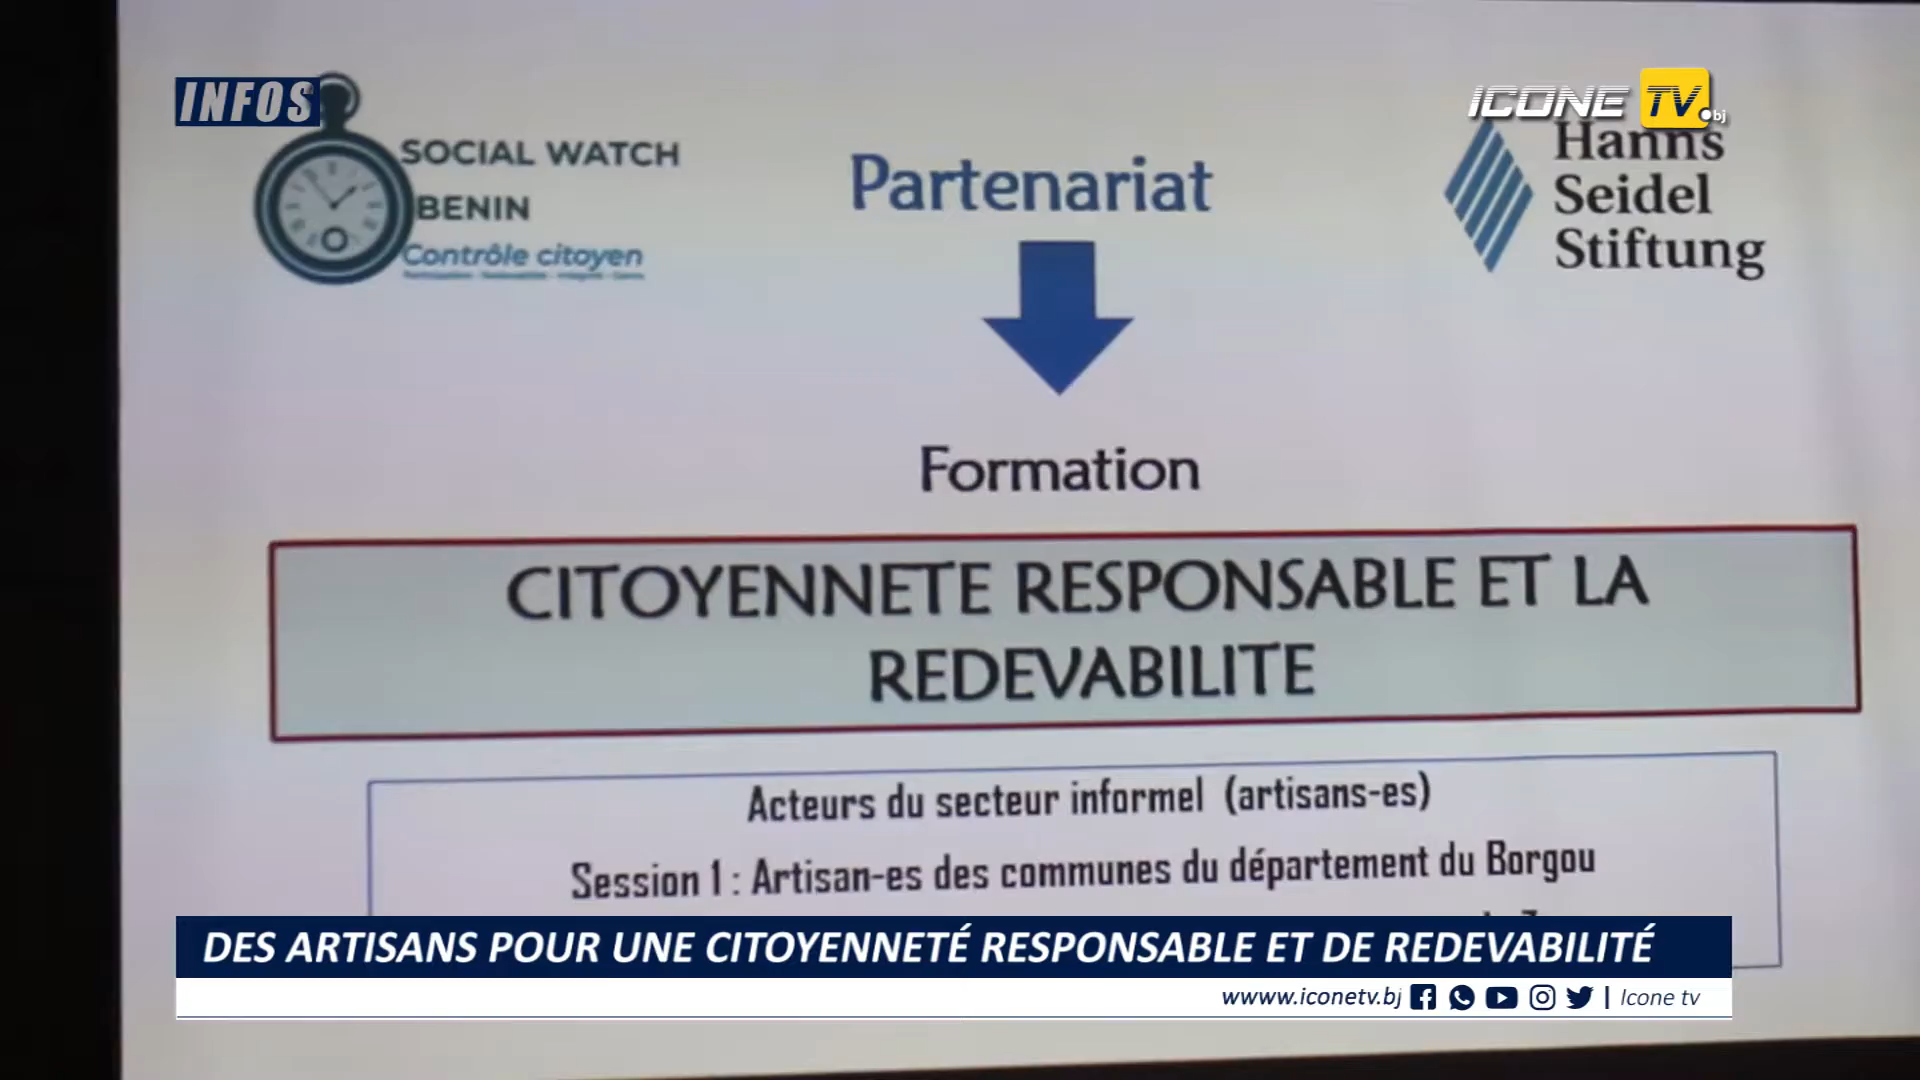 INFOS
ICONE TV.bj
SOCIAL WATCH
BENIN
Contrôle citoyen
Partenariat
Hanns
Seidel
Stiftung
Formation
CITOYENNETE RESPONSABLE ET LA
REDEVABILITE
Acteurs du secteur informel (artisans-es)
Session 1 : Artisan-es des communes du département du Borgou
DES ARTISANS POUR UNE CITOYENNETÉ RESPONSABLE ET DE REDEVABILITÉ
wwww.iconetv.bj | Icone tv